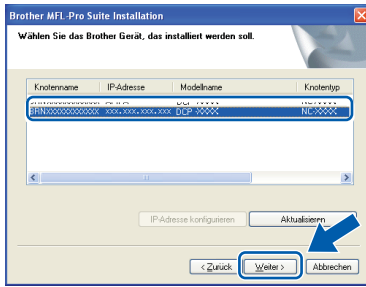 Brother MFL-Pro Suite Installation
Wählen Sie das Brother Gerät, das installiert werden soll.
Knotenname IP-Adresse Modellname Knotentyp
BRNXXXXXXXXXXXX xxx.xxx.xxx.xxx DCP-XXXX NC-XXXX
IP-Adresse konfigurieren Aktualisieren
< Zurück Weiter > Abbrechen